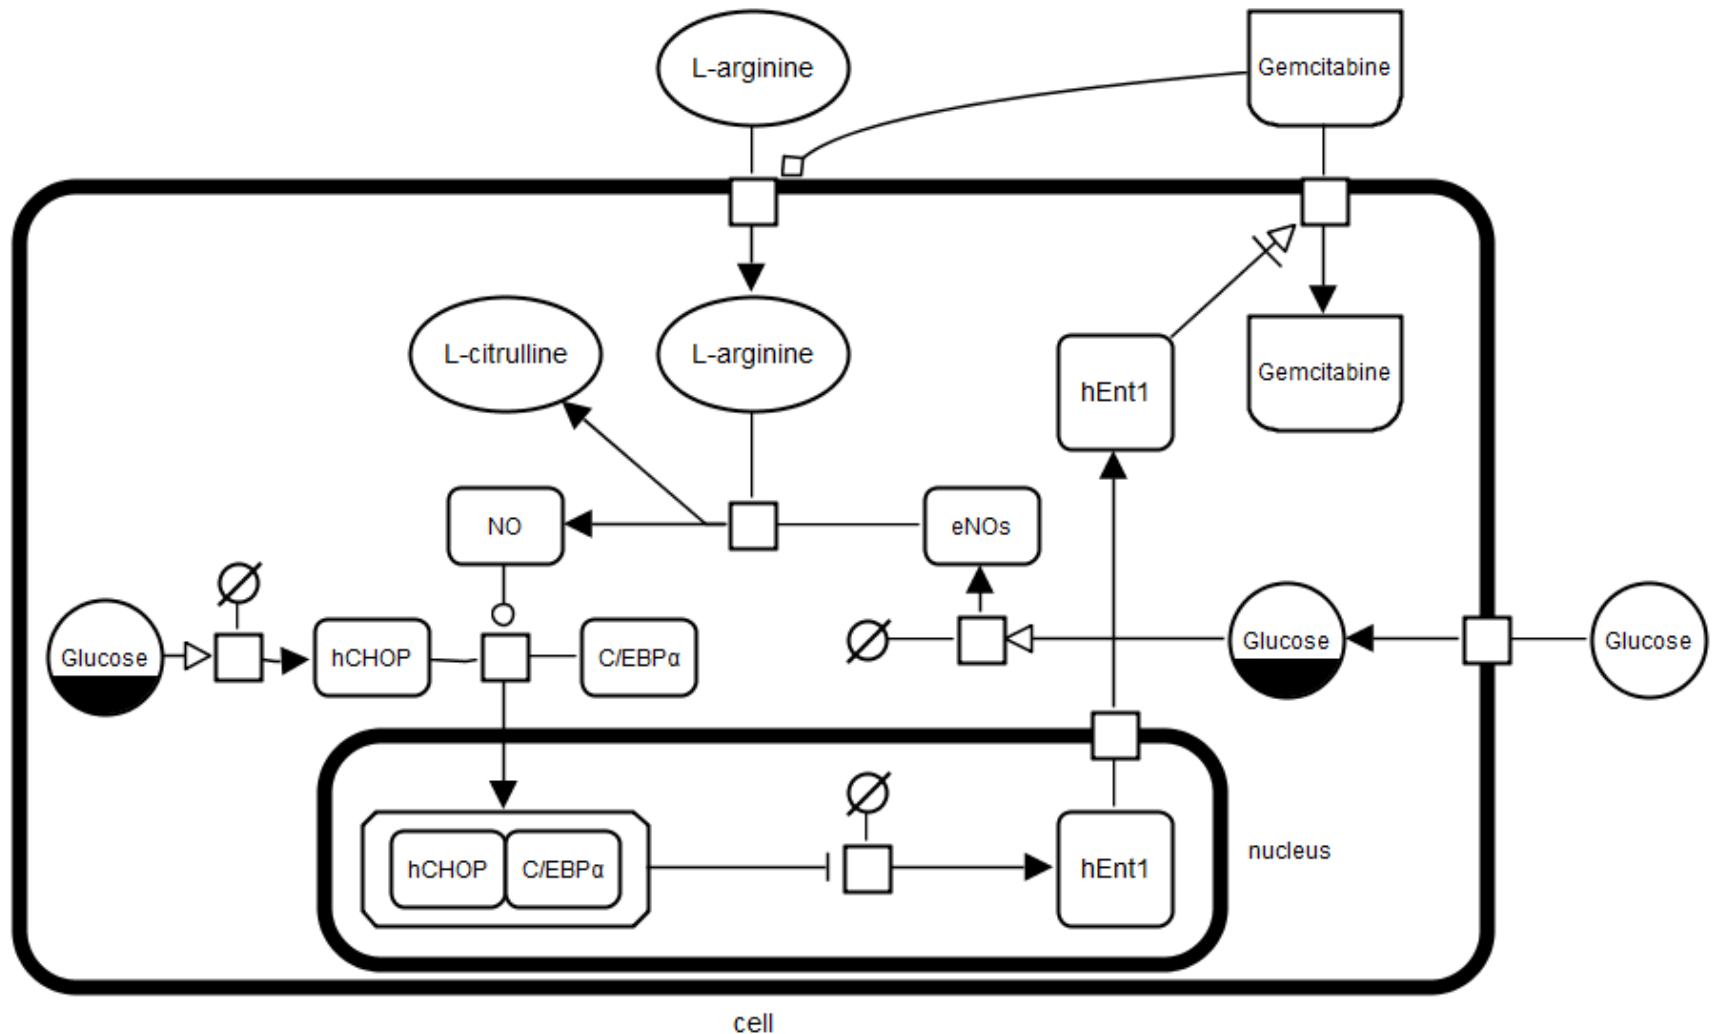 L-arginine
Gemcitabine
L-citrulline
L-arginine
hEnt1
Gemcitabine
NO
eNOs
Glucose
hCHOP
C/EBPα
Glucose
Glucose
hCHOP
C/EBPα
hEnt1
nucleus
cell